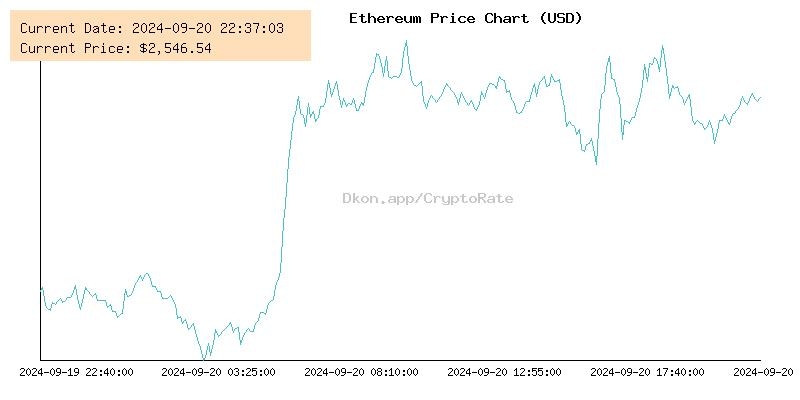 Ethereum Price Chart (USD)
Current Date: 2024-09-20 22:37:03
Current Price: $2,546.54
Dkon.app/CryptoRate
2024-09-19 22:40:00 2024-09-20 03:25:00 2024-09-20 08:10:00 2024-09-20 12:55:00 2024-09-20 17:40:00 2024-09-20